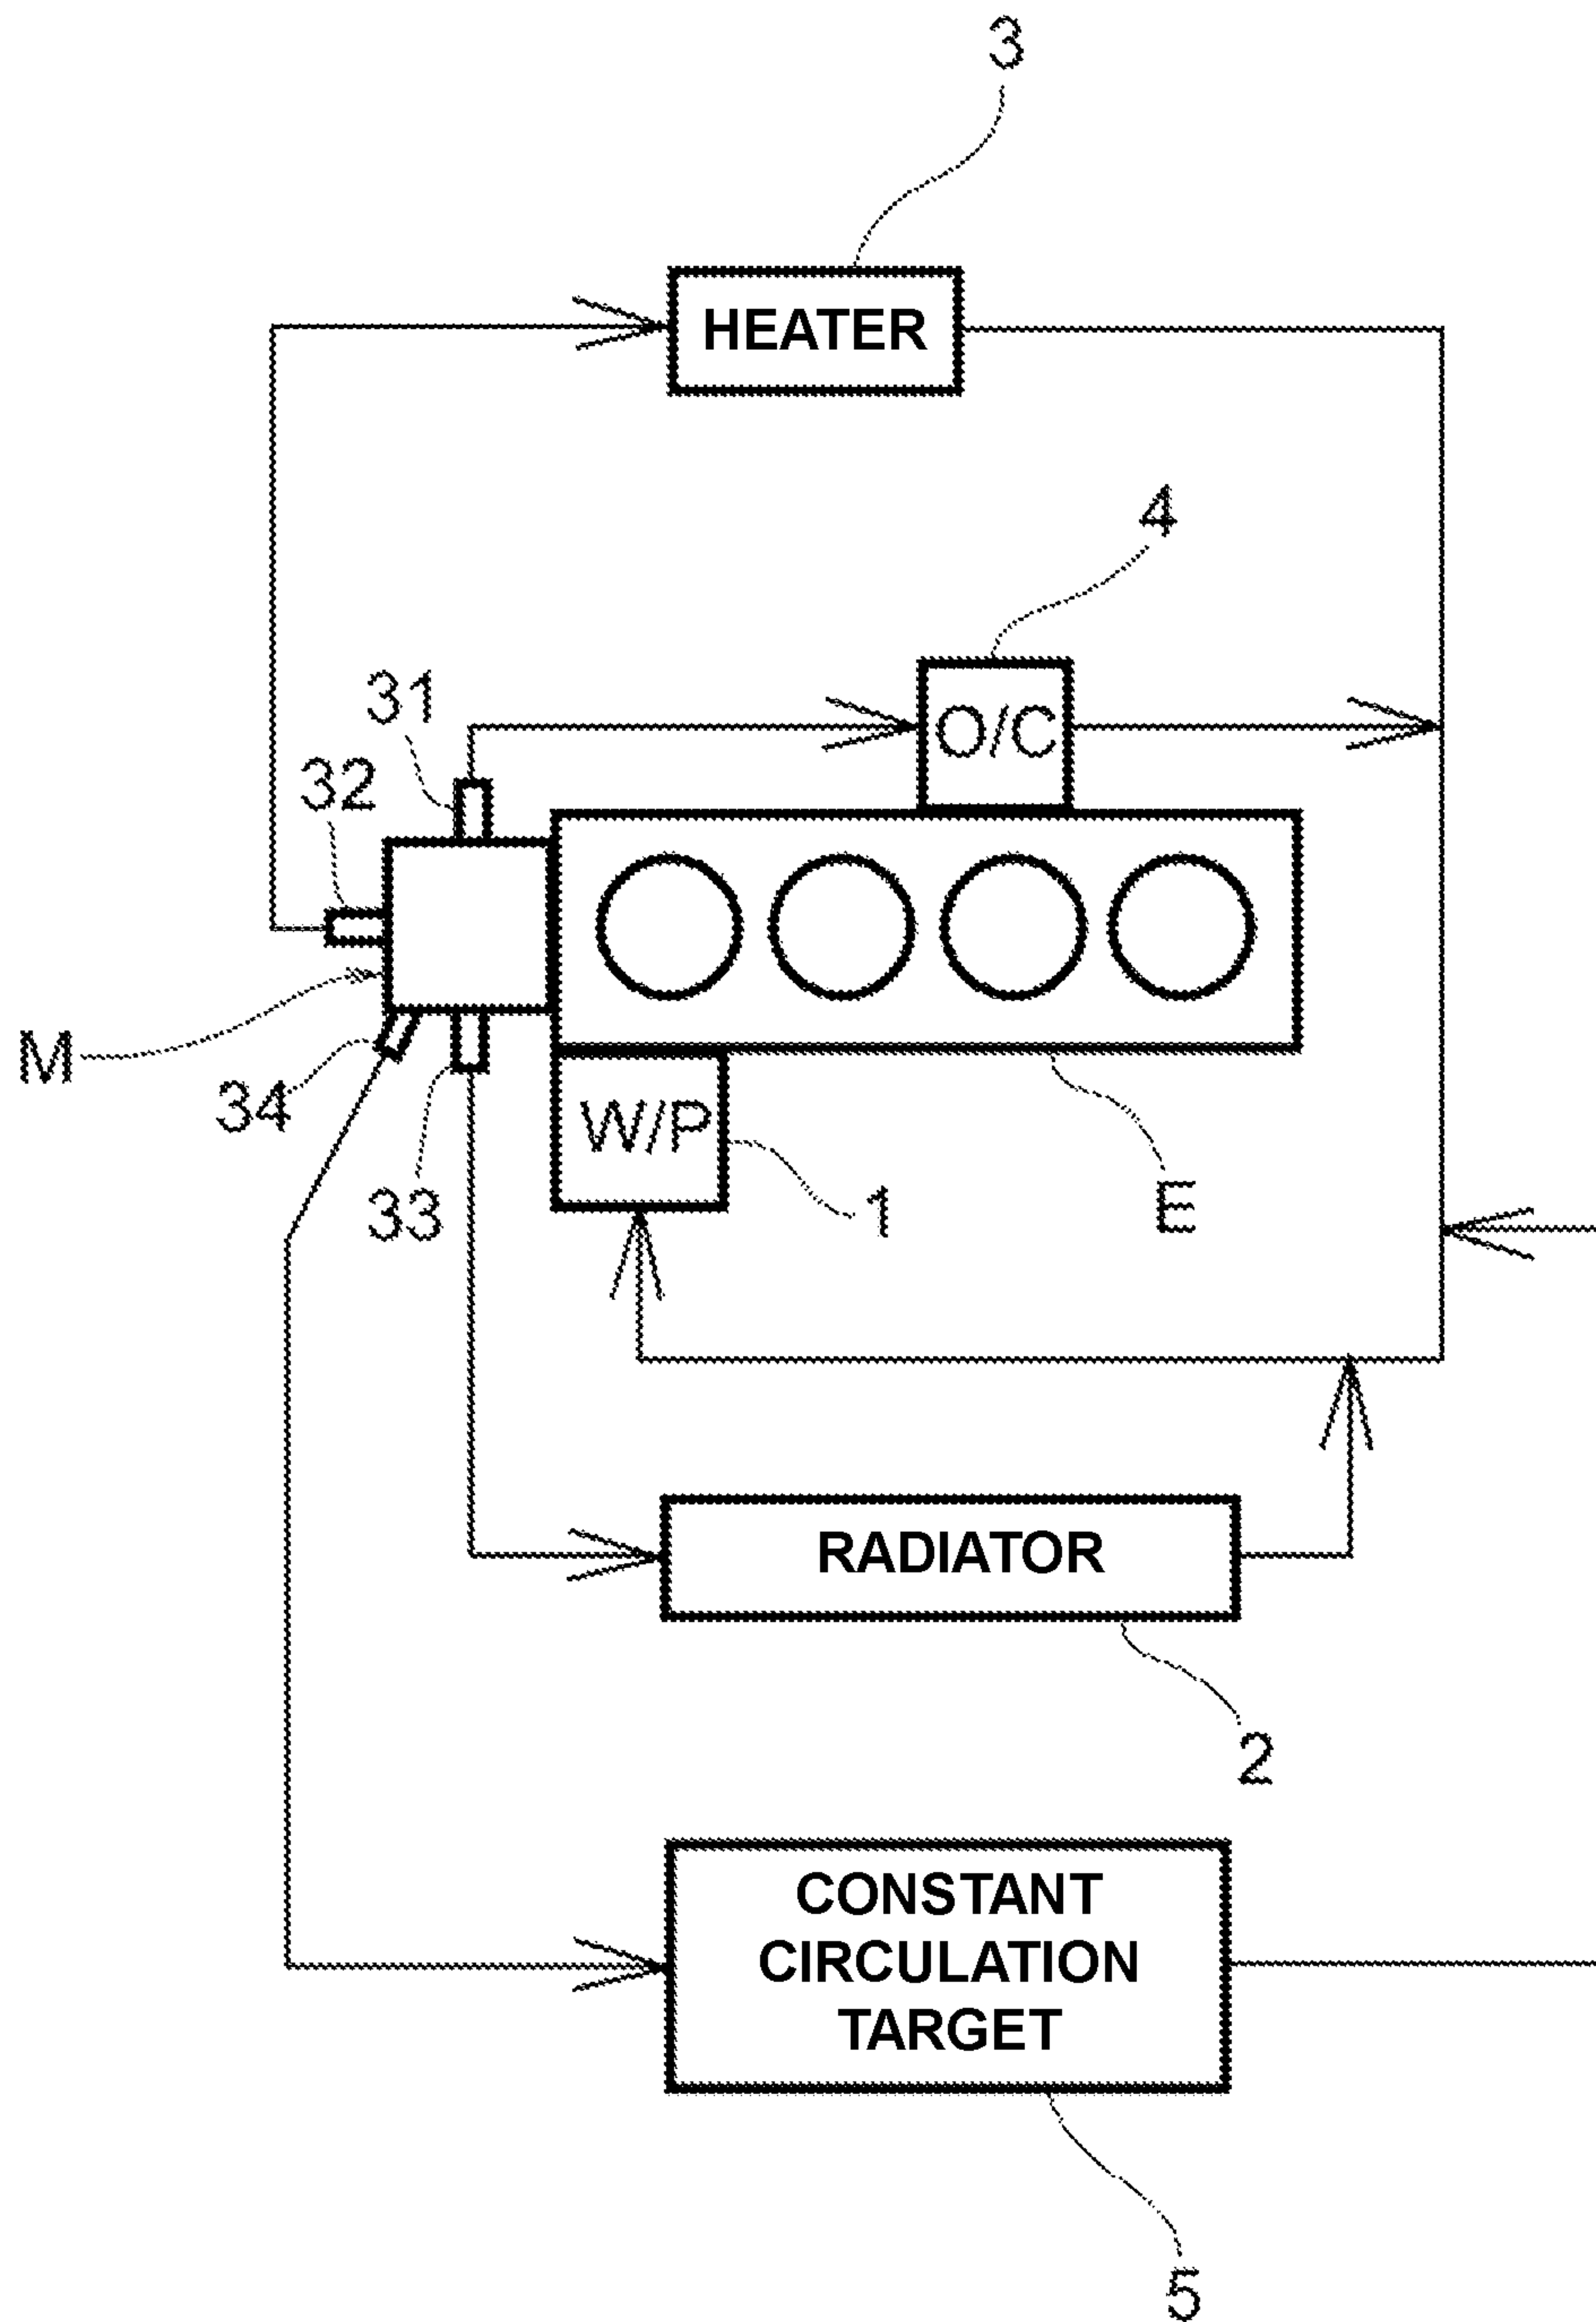 3
HEATER
4
31
O/C
32
M
34
W/P
33
1
E
RADIATOR
2
CONSTANT
CIRCULATION
TARGET
5